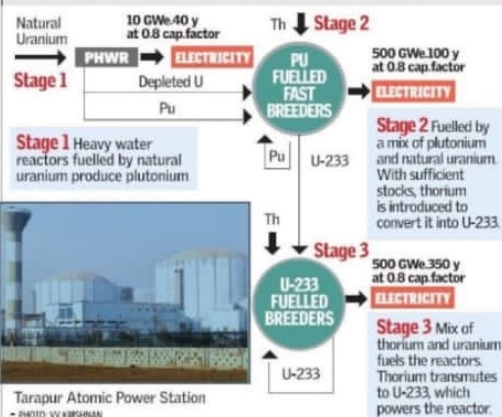 Natural
Uranium
10 GWe.40 y
at 0.8 cap.factor
Th
Stage 2
PHWR
ELECTRICITY
Stage 1
Depleted U
Pu
PU
FUELLED
FAST
BREEDERS
500 GWe.100 y
at 0.8 cap.factor
ELECTRICITY
Stage 1 Heavy water
reactors fuelled by natural
uranium produce plutonium
Pu
U-233
Stage 2 Fuelled by
a mix of plutonium
and natural uranium.
With sufficient
stocks, thorium
is introduced to
convert it into U-233.
Th
Stage 3
U-233
FUELLED
BREEDERS
500 GWe.350 y
at 0.8 cap.factor
ELECTRICITY
U-233
Stage 3 Mix of
thorium and uranium
fuels the reactors.
Thorium transmutes
to U-233, which
powers the reactor.
Tarapur Atomic Power Station
- PHOTO: VV KRISHNAN